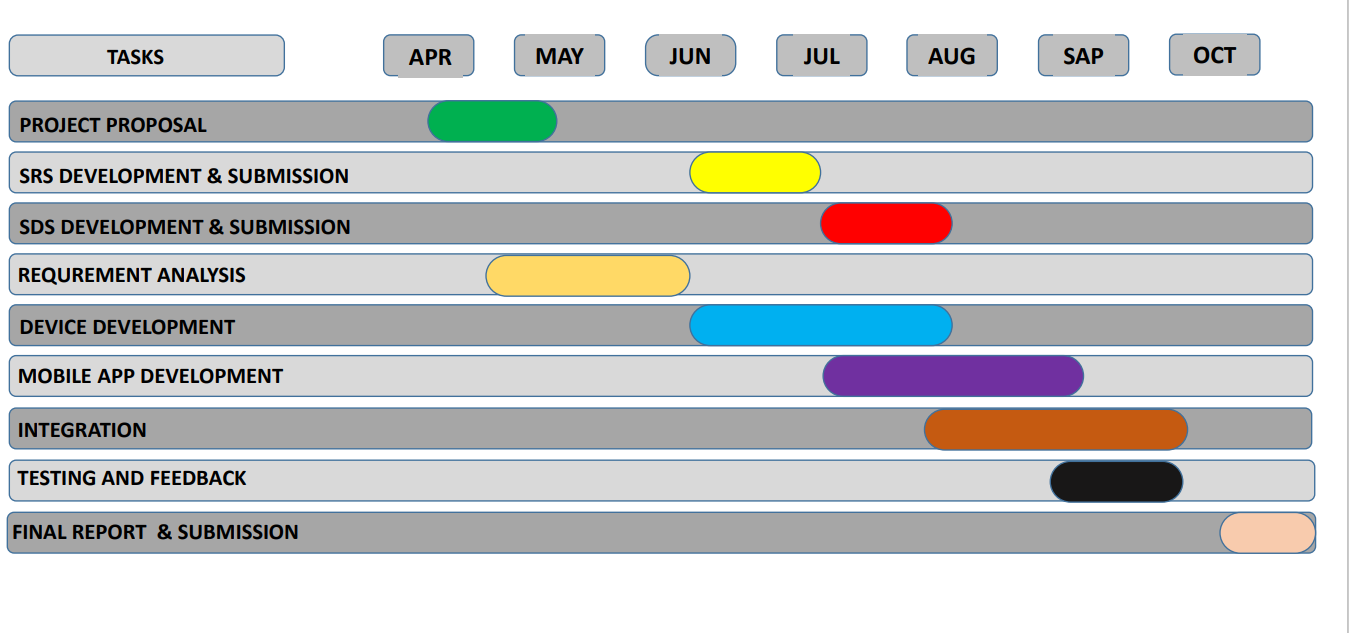 TASKS APR MAY JUN JUL AUG SAP OCT
PROJECT PROPOSAL
SRS DEVELOPMENT & SUBMISSION
SDS DEVELOPMENT & SUBMISSION
REQUREMENT ANALYSIS
DEVICE DEVELOPMENT
MOBILE APP DEVELOPMENT
INTEGRATION
TESTING AND FEEDBACK
FINAL REPORT & SUBMISSION